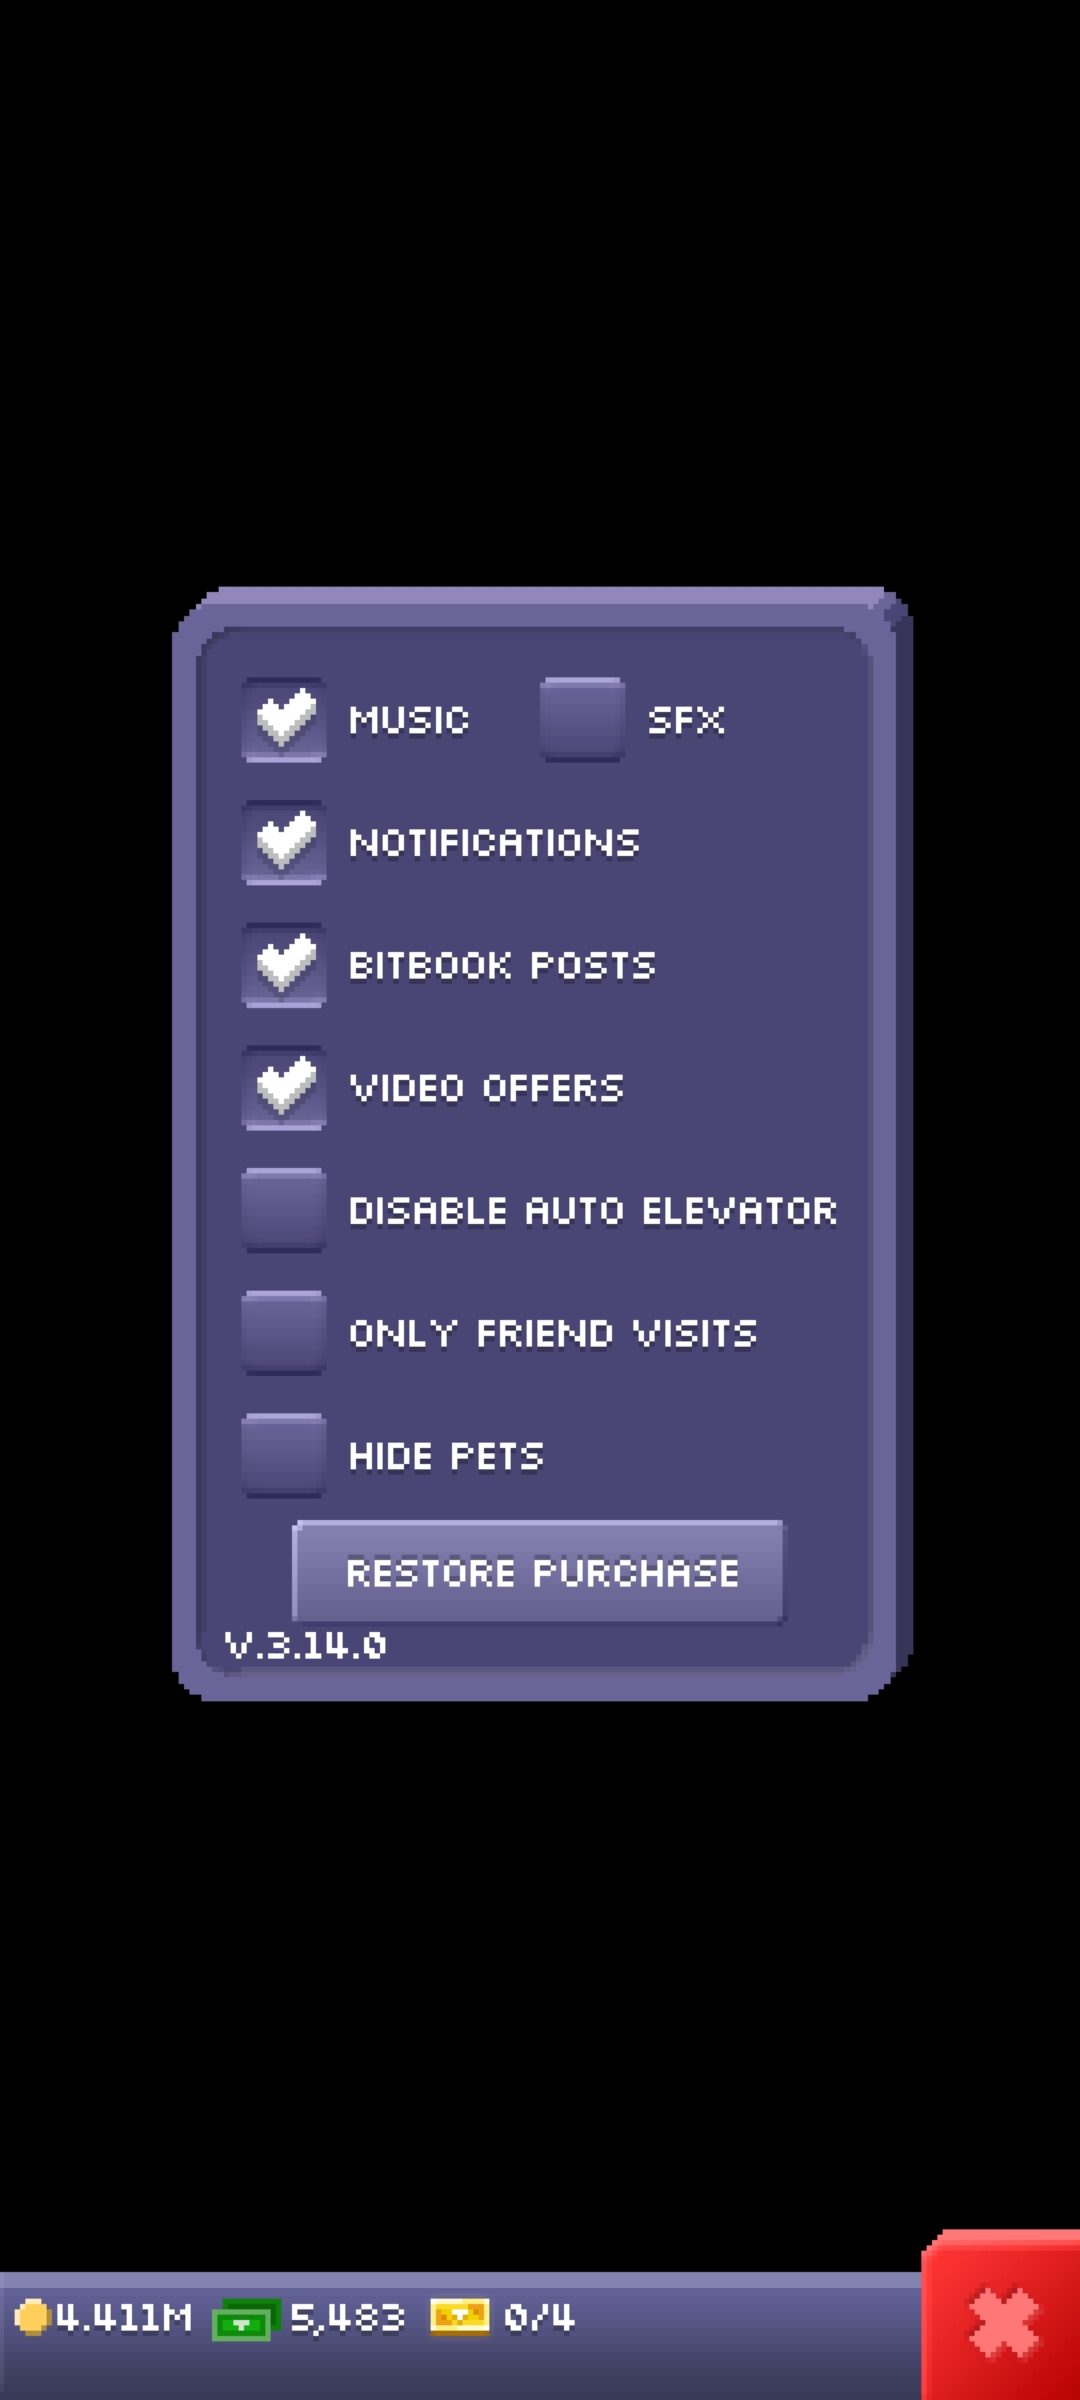 MUSIC SFX
NOTIFICATIONS
BITBOOK POSTS
VIDEO OFFERS
DISABLE AUTO ELEVATOR
ONLY FRIEND VISITS
HIDE PETS
RESTORE PURCHASE
V.3.14.0
4.411M 5,483 0/4